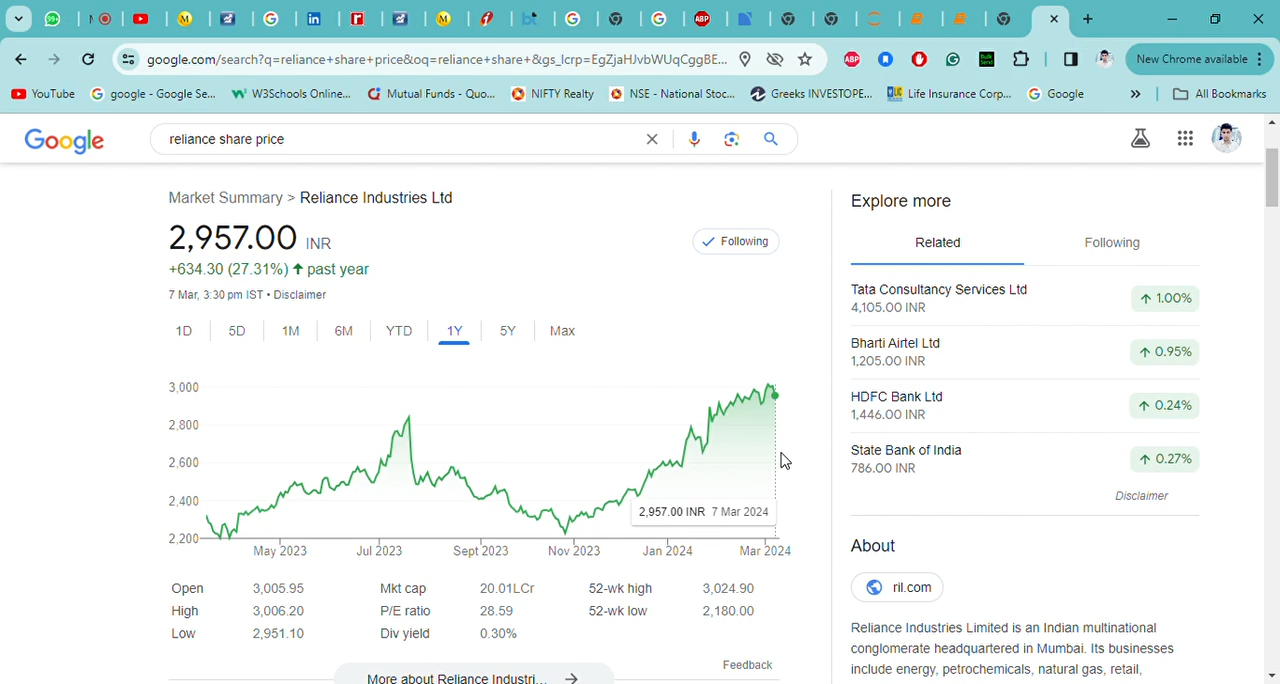 99+
M
ABP
google.com/search?q=reliance+share+price&oq=reliance+share+&gs_lcrp=EgZjaHJvbWUqCggBE...
ABP
New Chrome available
YouTube
google - Google Se...
W3Schools Online...
Mutual Funds - Quo...
NIFTY Realty
NSE - National Stoc...
Greeks INVESTOPE...
Life Insurance Corp...
Google
»
All Bookmarks
Google
reliance share price
Market Summary > Reliance Industries Ltd
2,957.00 INR
Following
+634.30 (27.31%) ↑ past year
7 Mar, 3:30 pm IST • Disclaimer
1D
5D
1M
6M
YTD
1Y
5Y
Max
3,000
2,800
2,600
2,400
2,200
2,957.00 INR 7 Mar 2024
May 2023
Jul 2023
Sept 2023
Nov 2023
Jan 2024
Mar 2024
Open 3,005.95
Mkt cap 20.01LCr
52-wk high 3,024.90
High 3,006.20
P/E ratio 28.59
52-wk low 2,180.00
Low 2,951.10
Div yield 0.30%
Feedback
More about Reliance Industri... →
Explore more
Related
Following
Tata Consultancy Services Ltd
4,105.00 INR
↑ 1.00%
Bharti Airtel Ltd
1,205.00 INR
↑ 0.95%
HDFC Bank Ltd
1,446.00 INR
↑ 0.24%
State Bank of India
786.00 INR
↑ 0.27%
Disclaimer
About
ril.com
Reliance Industries Limited is an Indian multinational
conglomerate headquartered in Mumbai. Its businesses
include energy, petrochemicals, natural gas, retail,